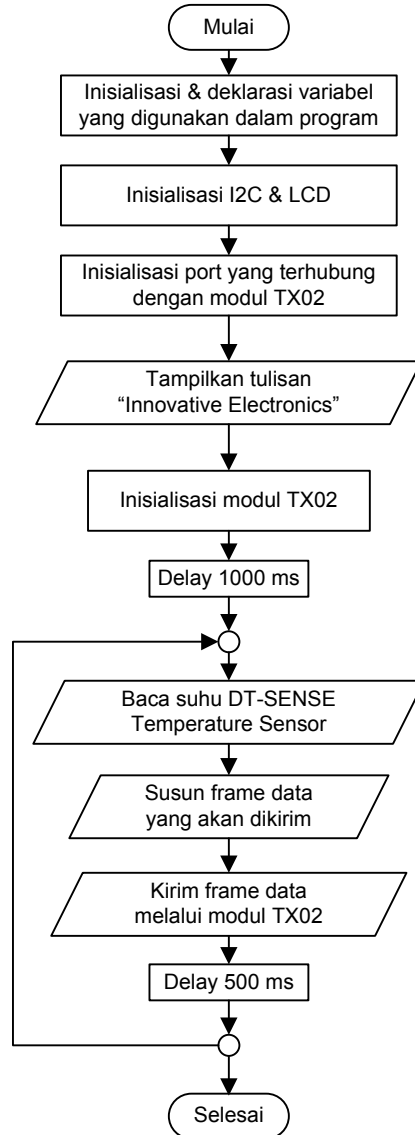 Mulai
Inisialisasi & deklarasi variabel
yang digunakan dalam program
Inisialisasi I2C & LCD
Inisialisasi port yang terhubung
dengan modul TX02
Tampilkan tulisan
“Innovative Electronics”
Inisialisasi modul TX02
Delay 1000 ms
Baca suhu DT-SENSE
Temperature Sensor
Susun frame data
yang akan dikirim
Kirim frame data
melalui modul TX02
Delay 500 ms
Selesai